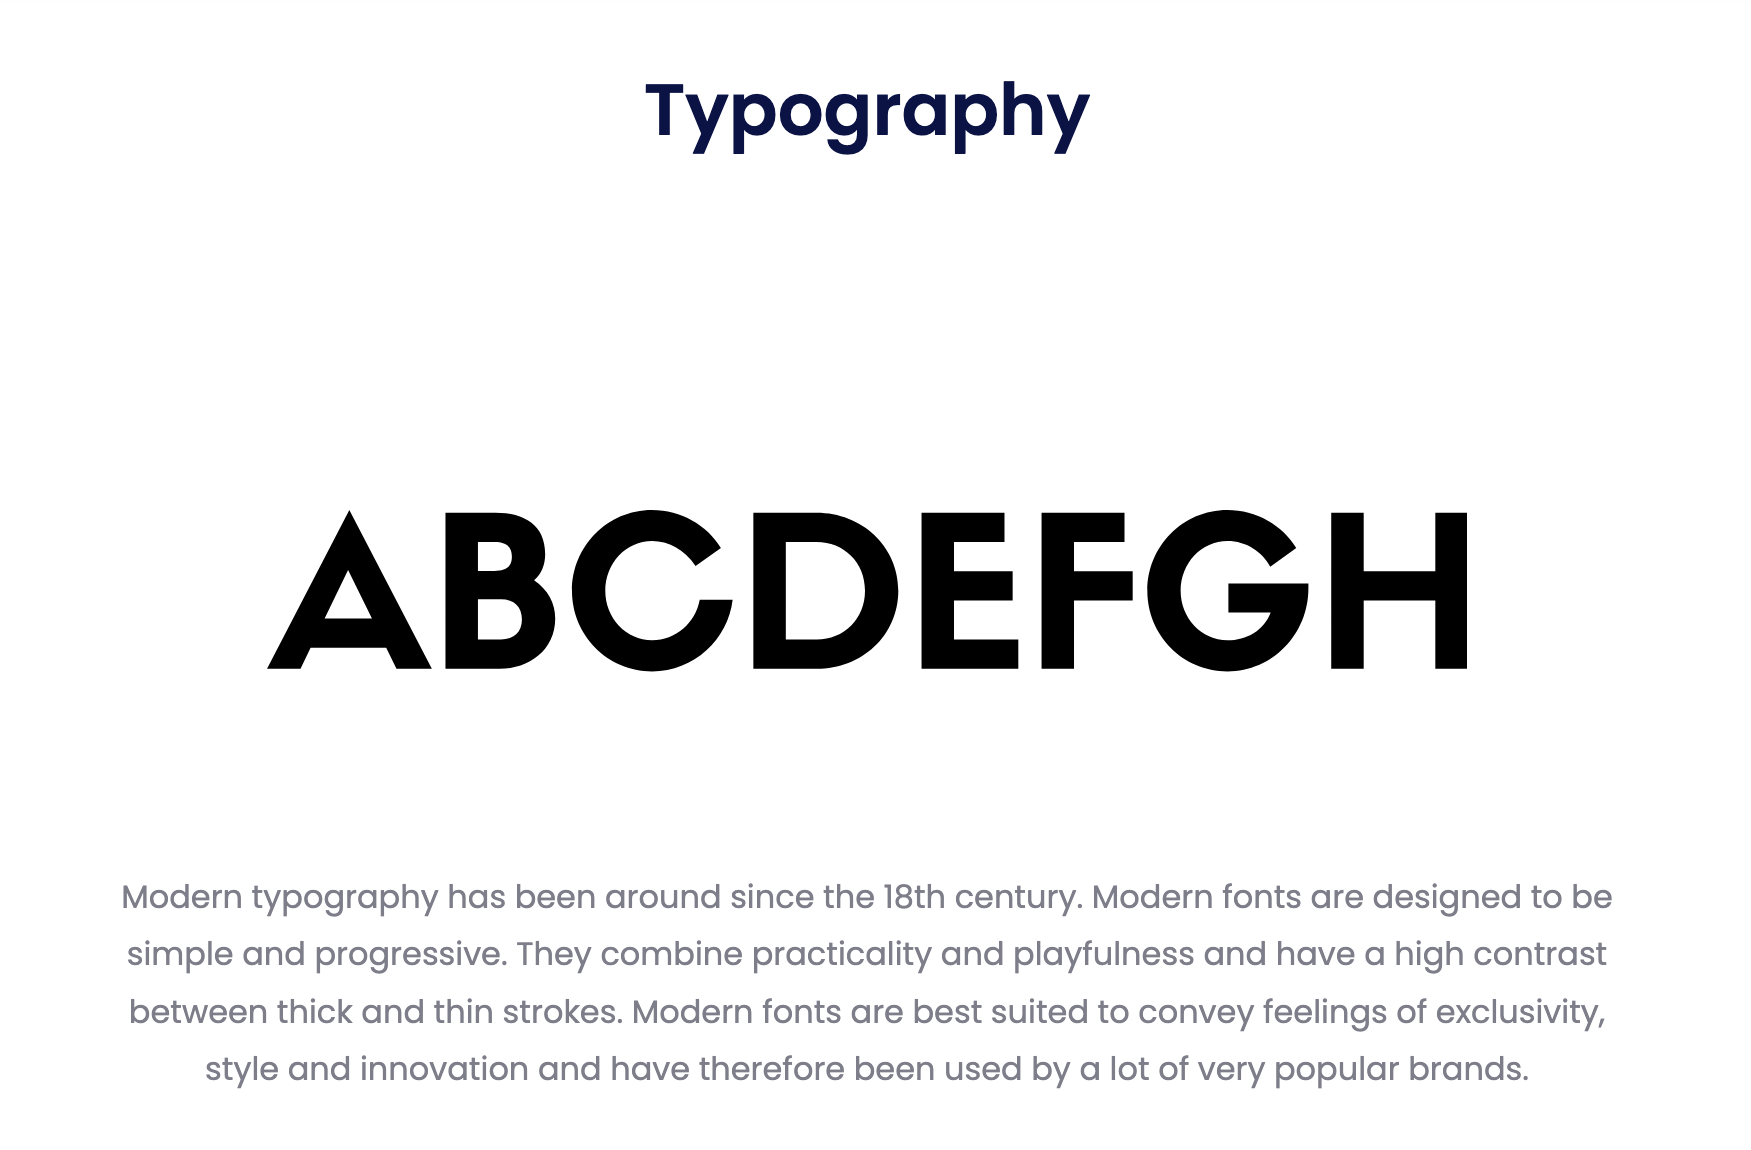 Typography
ABCDEFGH
Modern typography has been around since the 18th century. Modern fonts are designed to be
simple and progressive. They combine practicality and playfulness and have a high contrast
between thick and thin strokes. Modern fonts are best suited to convey feelings of exclusivity,
style and innovation and have therefore been used by a lot of very popular brands.